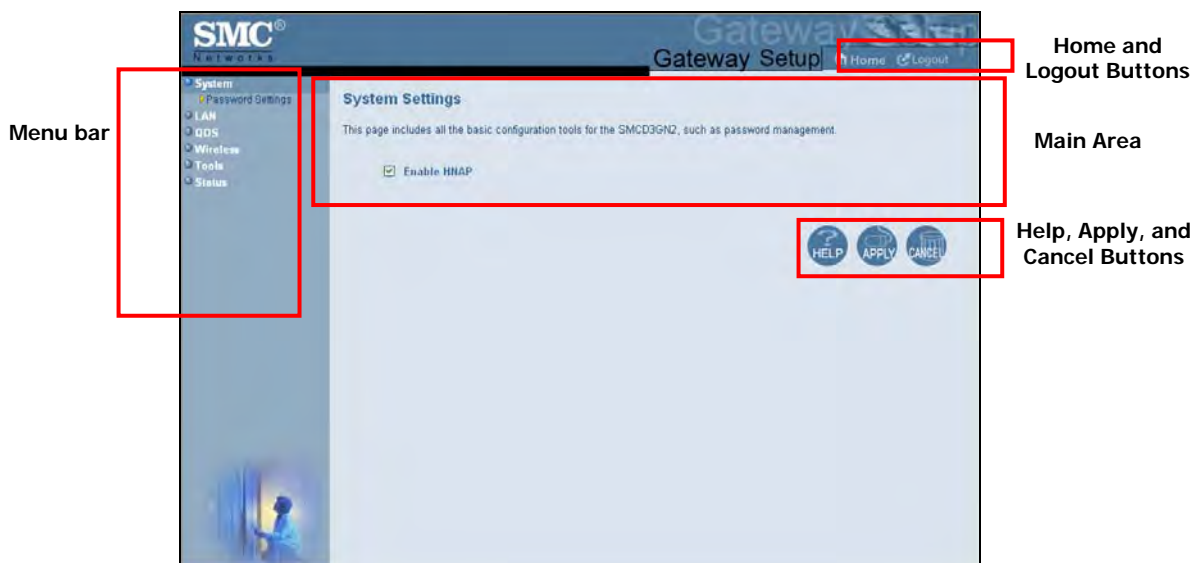 SMC®
Networks
Gateway Setup
Gateway Setup
Home Logout
Home and
Logout Buttons
Menu bar
System
Password Settings
LAN
QOS
Wireless
Tools
Status
System Settings
This page includes all the basic configuration tools for the SMCD3GN2, such as password management.
Enable HNAP
Main Area
HELP APPLY CANCEL
Help, Apply, and
Cancel Buttons